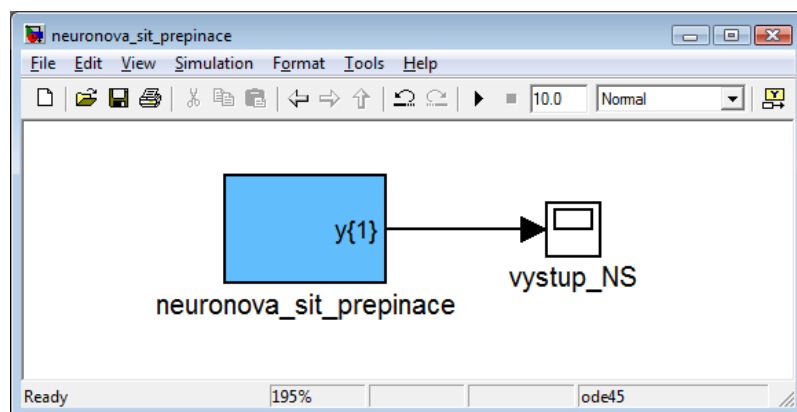 neuronova_sit_prepinace
File Edit View Simulation Format Tools Help
10.0 Normal
y{1}
vystup_NS
neuronova_sit_prepinace
Ready 195% ode45